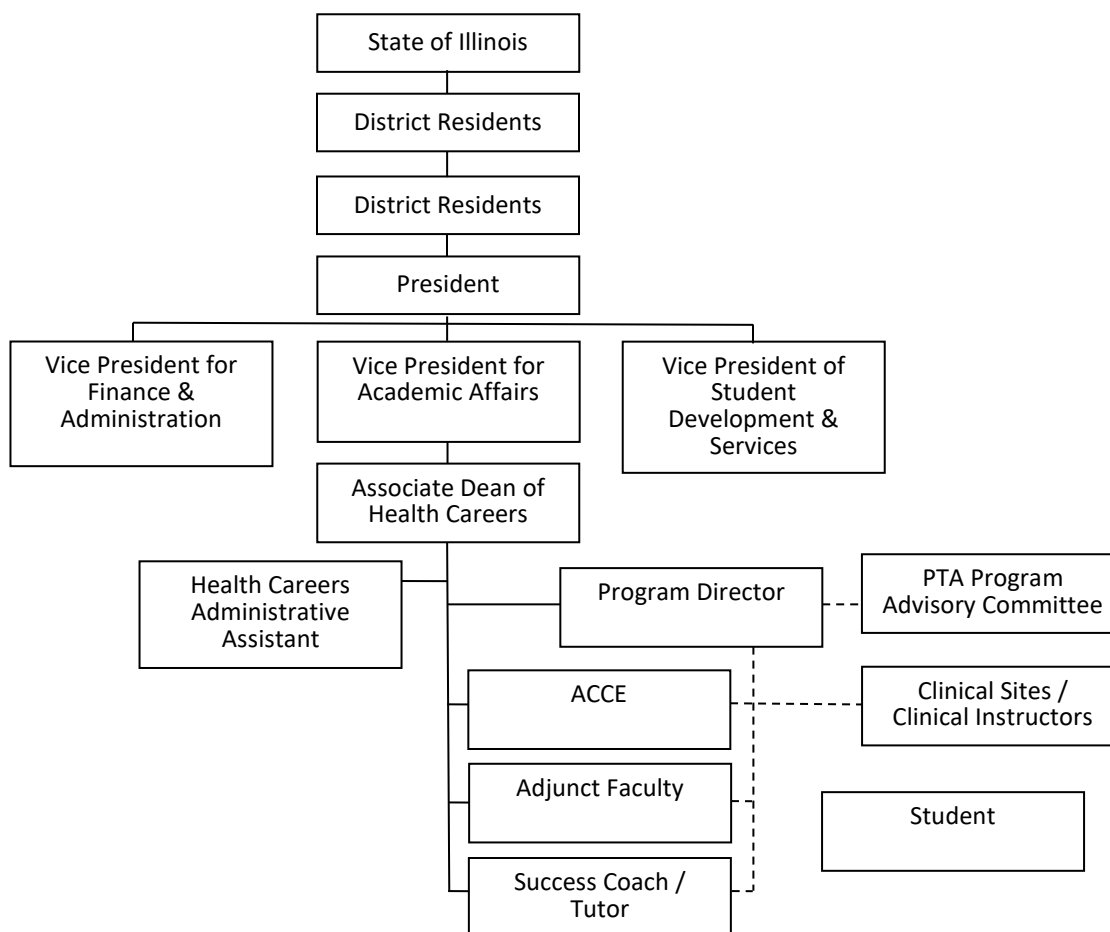 State of Illinois
District Residents
District Residents
President
Vice President for
Finance &
Administration
Vice President for
Academic Affairs
Vice President of
Student
Development &
Services
Associate Dean of
Health Careers
Health Careers
Administrative
Assistant
Program Director
PTA Program
Advisory Committee
ACCE
Clinical Sites /
Clinical Instructors
Adjunct Faculty
Student
Success Coach /
Tutor